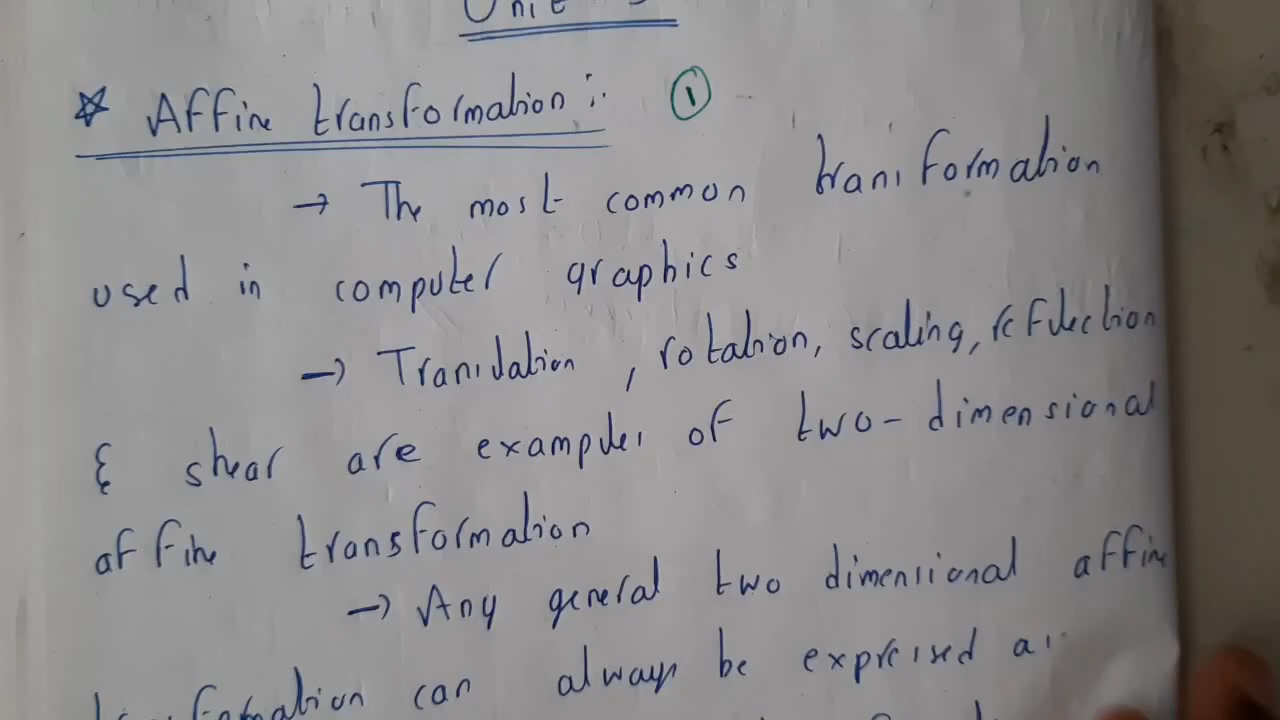 Unit
* Affine transformation :. ①
→ The most common transformation
used in computer graphics
→ Translation, rotation, scaling, reflection
& shear are examples of two-dimensional
affine transformation
→ Any general two dimensional affine
transformation can always be expressed as